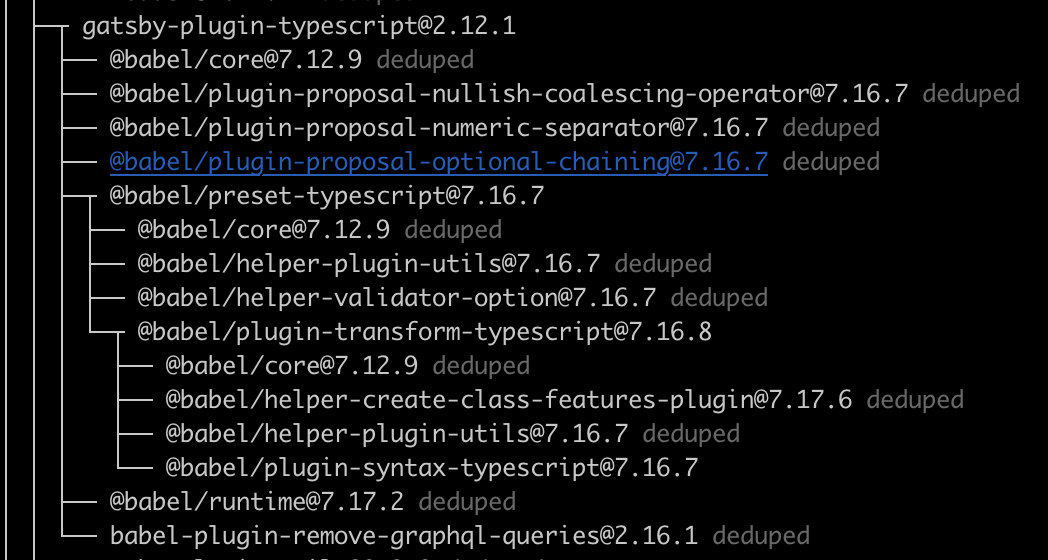 gatsby-plugin-typescript@2.12.1
@babel/core@7.12.9 deduped
@babel/plugin-proposal-nullish-coalescing-operator@7.16.7 deduped
@babel/plugin-proposal-numeric-separator@7.16.7 deduped
@babel/plugin-proposal-optional-chaining@7.16.7 deduped
@babel/preset-typescript@7.16.7
@babel/core@7.12.9 deduped
@babel/helper-plugin-utils@7.16.7 deduped
@babel/helper-validator-option@7.16.7 deduped
@babel/plugin-transform-typescript@7.16.8
@babel/core@7.12.9 deduped
@babel/helper-create-class-features-plugin@7.17.6 deduped
@babel/helper-plugin-utils@7.16.7 deduped
@babel/plugin-syntax-typescript@7.16.7
@babel/runtime@7.17.2 deduped
babel-plugin-remove-graphql-queries@2.16.1 deduped